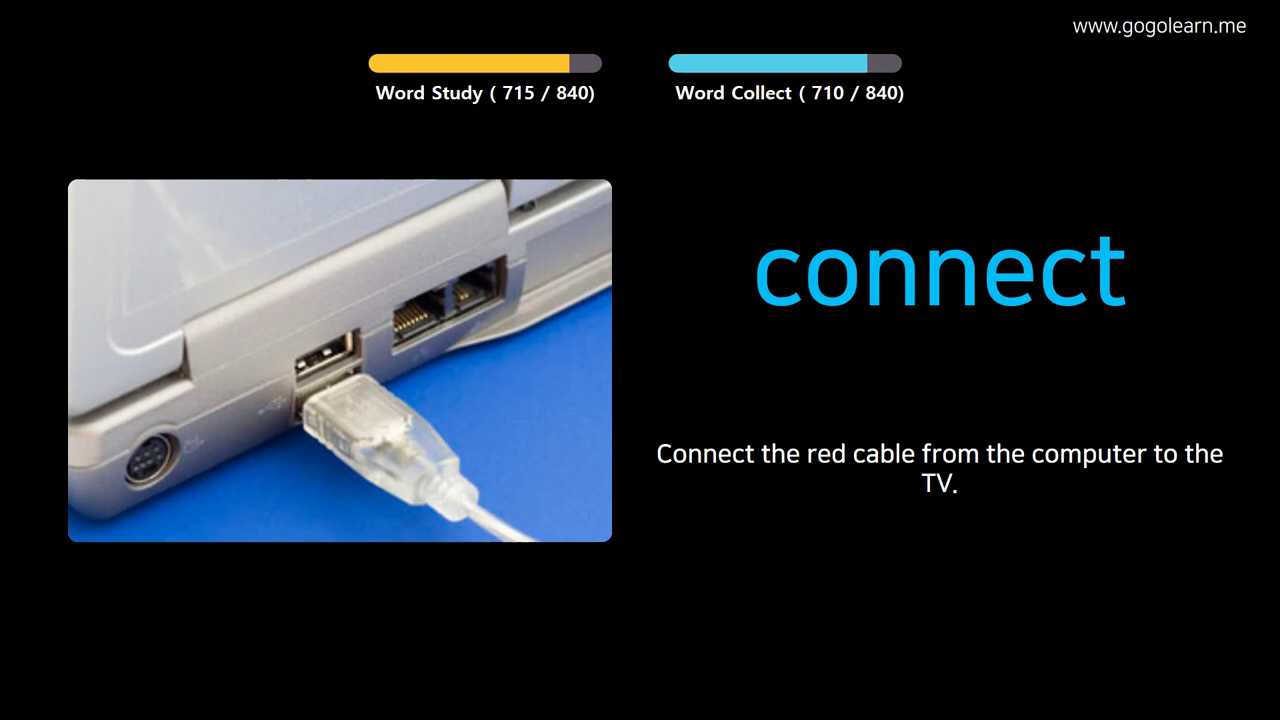 www.gogolearn.me
Word Study ( 715 / 840)
Word Collect ( 710 / 840)
connect
Connect the red cable from the computer to the
TV.